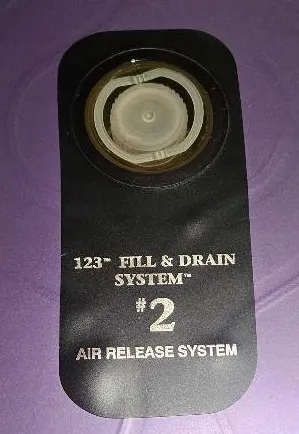 123™ FILL & DRAIN
SYSTEM™
#2
AIR RELEASE SYSTEM